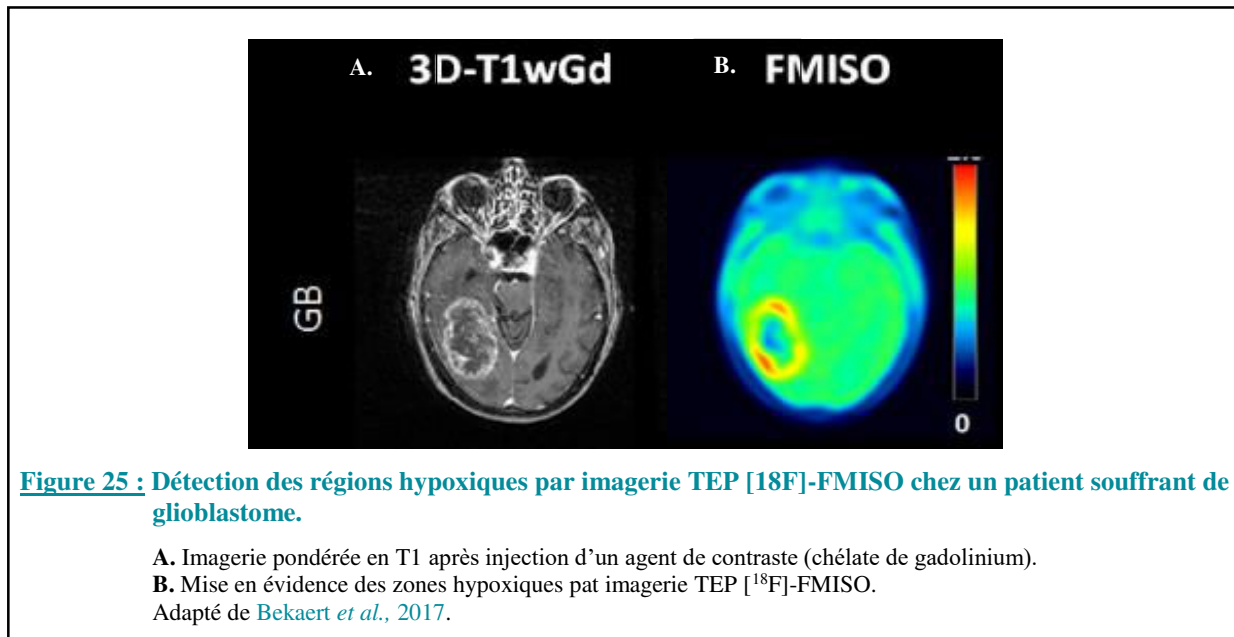 A. 3D-T1wGd
B. FMISO
GB
0
Figure 25 : Détection des régions hypoxiques par imagerie TEP [18F]-FMISO chez un patient souffrant de
glioblastome.
A. Imagerie pondérée en T1 après injection d’un agent de contraste (chélate de gadolinium).
B. Mise en évidence des zones hypoxiques pat imagerie TEP [18F]-FMISO.
Adapté de Bekaert et al., 2017.